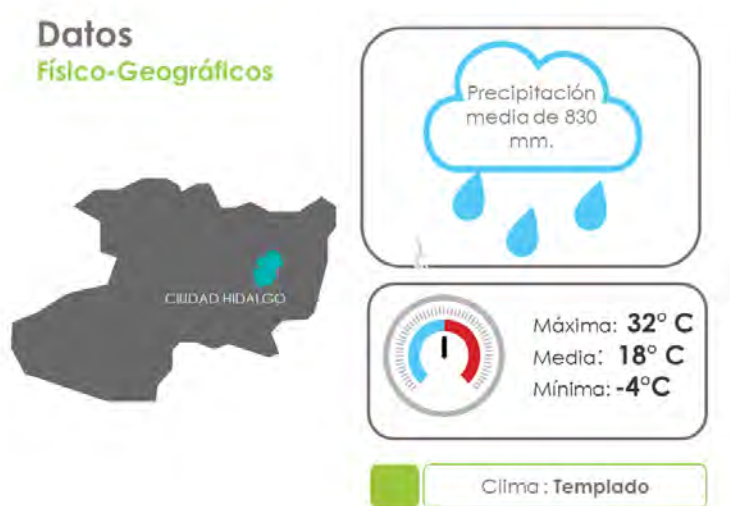 Datos
Físico-Geográficos
Precipitación
media de 830
mm.
CIUDAD HIDALGO
Máxima: 32° C
Media: 18° C
Mínima: -4°C
Clima : Templado